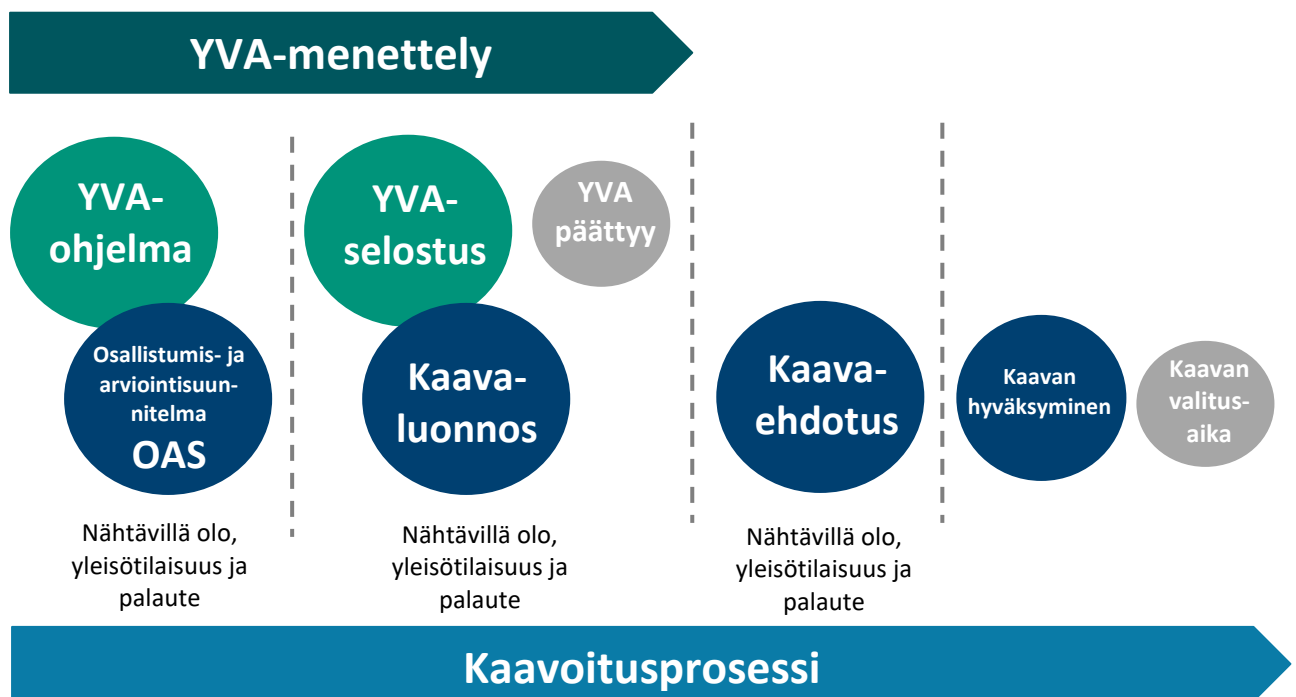 YVA-menettely
YVA-
ohjelma
Osallistumis- ja
arviointisuun-
nitelma
OAS
Nähtävillä olo,
yleisötilaisuus ja
palaute
YVA-
selostus
YVA
päättyy
Kaava-
luonnos
Nähtävillä olo,
yleisötilaisuus ja
palaute
Kaava-
ehdotus
Nähtävillä olo,
yleisötilaisuus ja
palaute
Kaavan
hyväksyminen
Kaavan
valitus-
aika
Kaavoitusprosessi